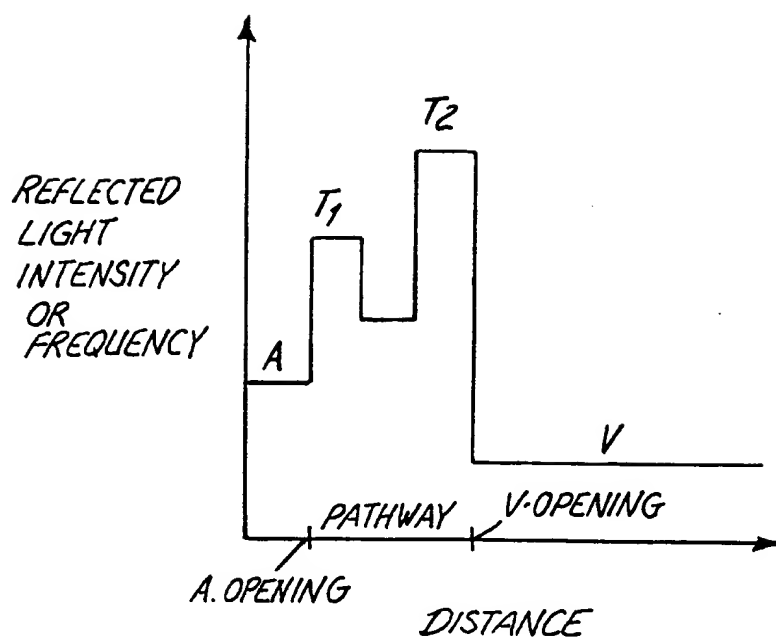 T2
REFLECTED
LIGHT
INTENSITY
OR
FREQUENCY
T1
A
V
PATHWAY
V-OPENING
A. OPENING
DISTANCE